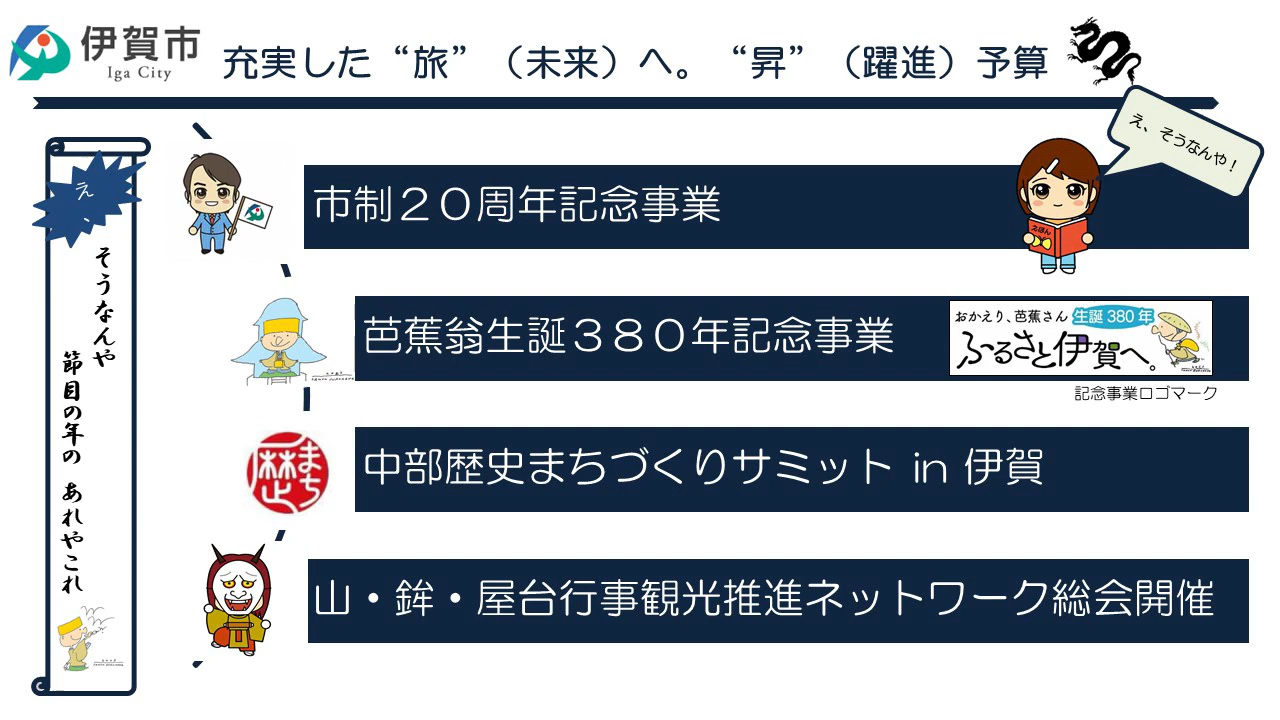 伊賀市
Iga City
充実した“旅”（未来）へ。“昇”（躍進）予算
え、そうなんや！
え
そうなんや
節目の年の あれやこれ
市制２０周年記念事業
えほん
芭蕉翁生誕３８０年記念事業
おかえり、芭蕉さん 生誕380年
ふるさと伊賀へ。
記念事業ロゴマーク
歴まち
中部歴史まちづくりサミット in 伊賀
山・鉾・屋台行事観光推進ネットワーク総会開催